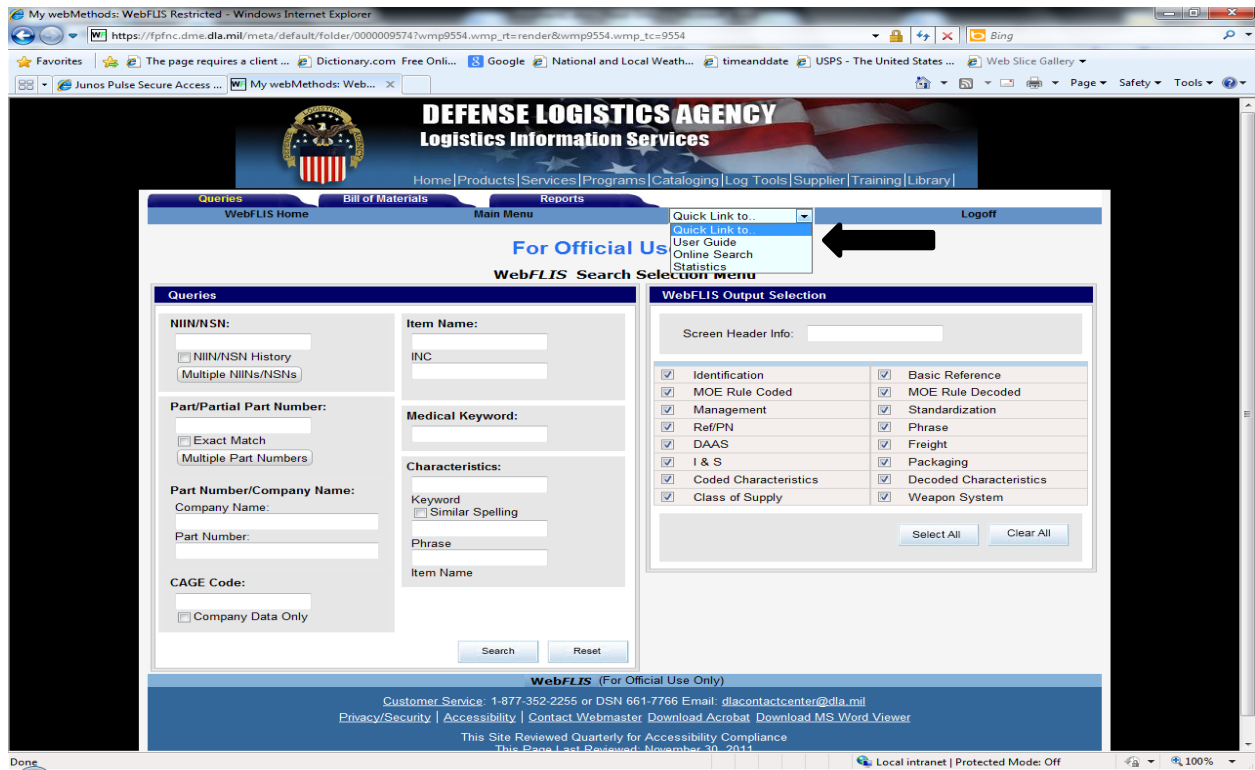 My webMethods: WebFLIS Restricted - Windows Internet Explorer
https://fpfnc.dme.dla.mil/meta/default/folder/0000009574?wmp9554.wmp_rt=render&wmp9554.wmp_tc=9554
Bing
Favorites The page requires a client ... Dictionary.com Free Onli... Google National and Local Weath... timeanddate USPS - The United States ... Web Slice Gallery
Junos Pulse Secure Access ... My webMethods: Web... Page Safety Tools
DEFENSE LOGISTICS AGENCY
Logistics Information Services
Home|Products|Services|Programs|Cataloging|Log Tools|Supplier|Training|Library|
Queries Bill of Materials Reports
WebFLIS Home Main Menu Quick Link to.. Logoff
Quick Link to..
User Guide
Online Search
Statistics
For Official Us
WebFLIS Search Selection Menu
Queries
NIIN/NSN:
NIIN/NSN History
Multiple NIINs/NSNs
Part/Partial Part Number:
Exact Match
Multiple Part Numbers
Part Number/Company Name:
Company Name:
Part Number:
CAGE Code:
Company Data Only
Item Name:
INC
Medical Keyword:
Characteristics:
Keyword
Similar Spelling
Phrase
Item Name
Search Reset
WebFLIS Output Selection
Screen Header Info:
Identification Basic Reference
MOE Rule Coded MOE Rule Decoded
Management Standardization
Ref/PN Phrase
DAAS Freight
I & S Packaging
Coded Characteristics Decoded Characteristics
Class of Supply Weapon System
Select All Clear All
WebFLIS (For Official Use Only)
Customer Service: 1-877-352-2255 or DSN 661-7766 Email: dlacontactcenter@dla.mil
Privacy/Security | Accessibility | Contact Webmaster Download Acrobat Download MS Word Viewer
This Site Reviewed Quarterly for Accessibility Compliance
This Page Last Reviewed: November 30, 2011
Done Local intranet | Protected Mode: Off 100%